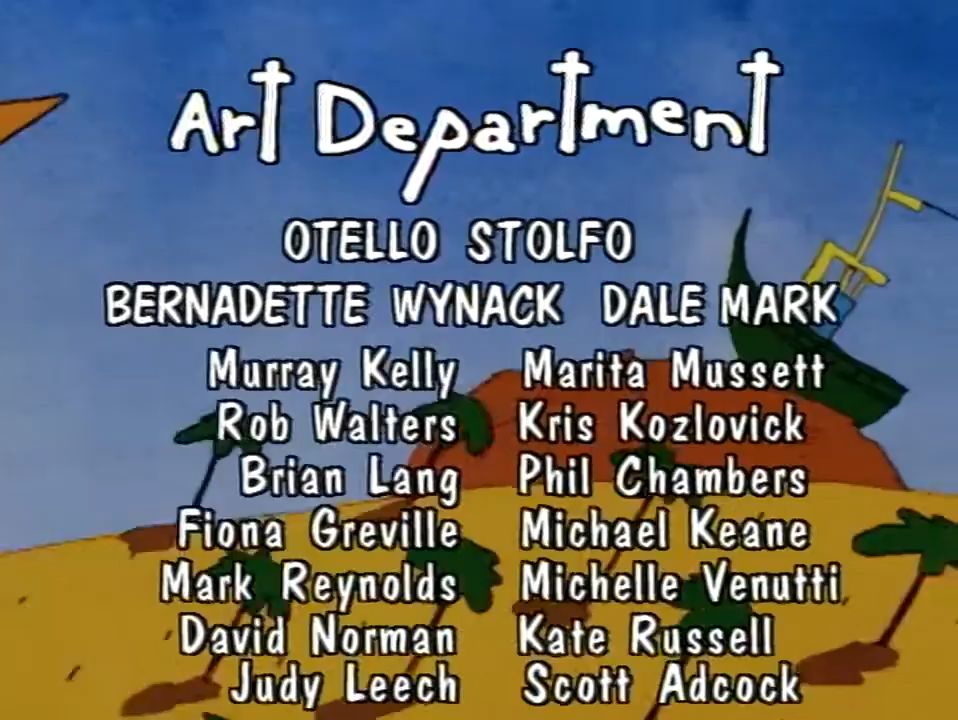 Art Department
OTELLO STOLFO
BERNADETTE WYNACK DALE MARK
Murray Kelly Marita Mussett
Rob Walters Kris Kozlovick
Brian Lang Phil Chambers
Fiona Greville Michael Keane
Mark Reynolds Michelle Venutti
David Norman Kate Russell
Judy Leech Scott Adcock